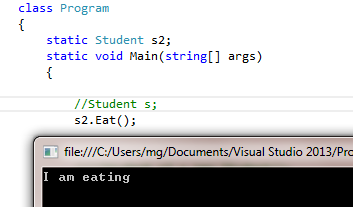 class Program
{
static Student s2;
static void Main(string[] args)
{
//Student s;
s2.Eat();
file:///C:/Users/mg/Documents/Visual Studio 2013/Pro
I am eating